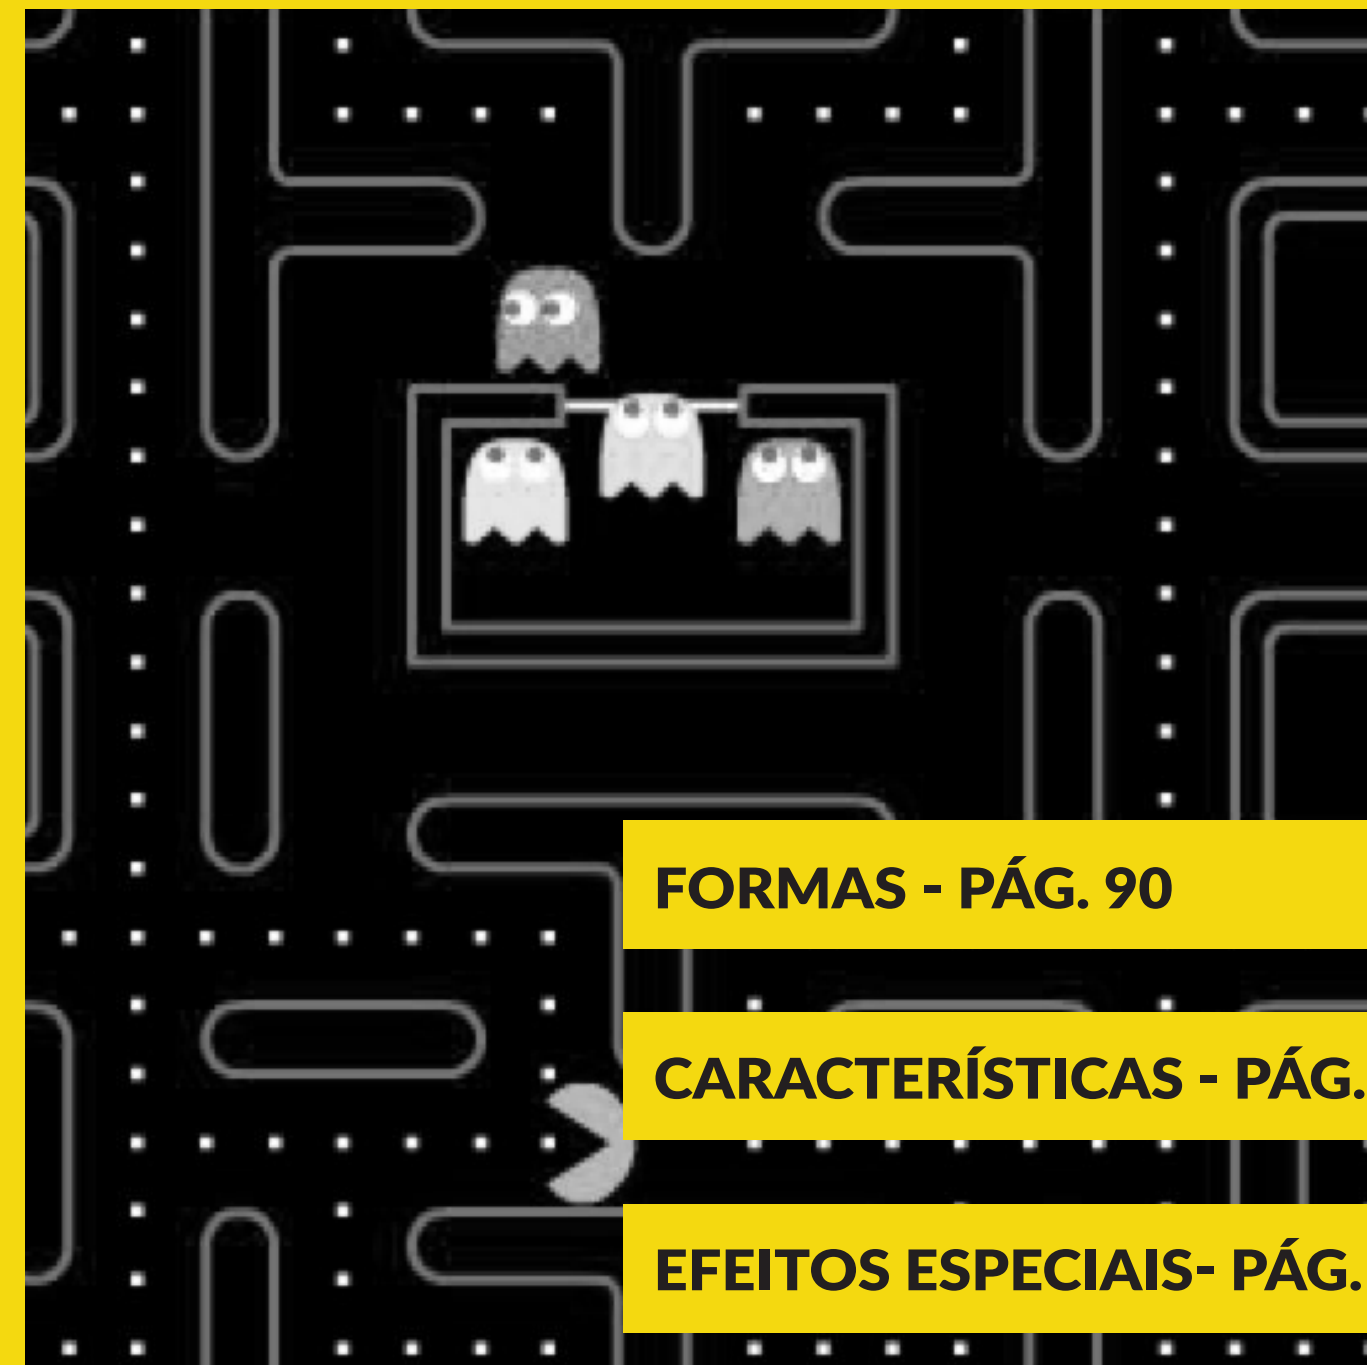 FORMAS - PÁG. 90
CARACTERÍSTICAS - PÁG.
EFEITOS ESPECIAIS- PÁG.